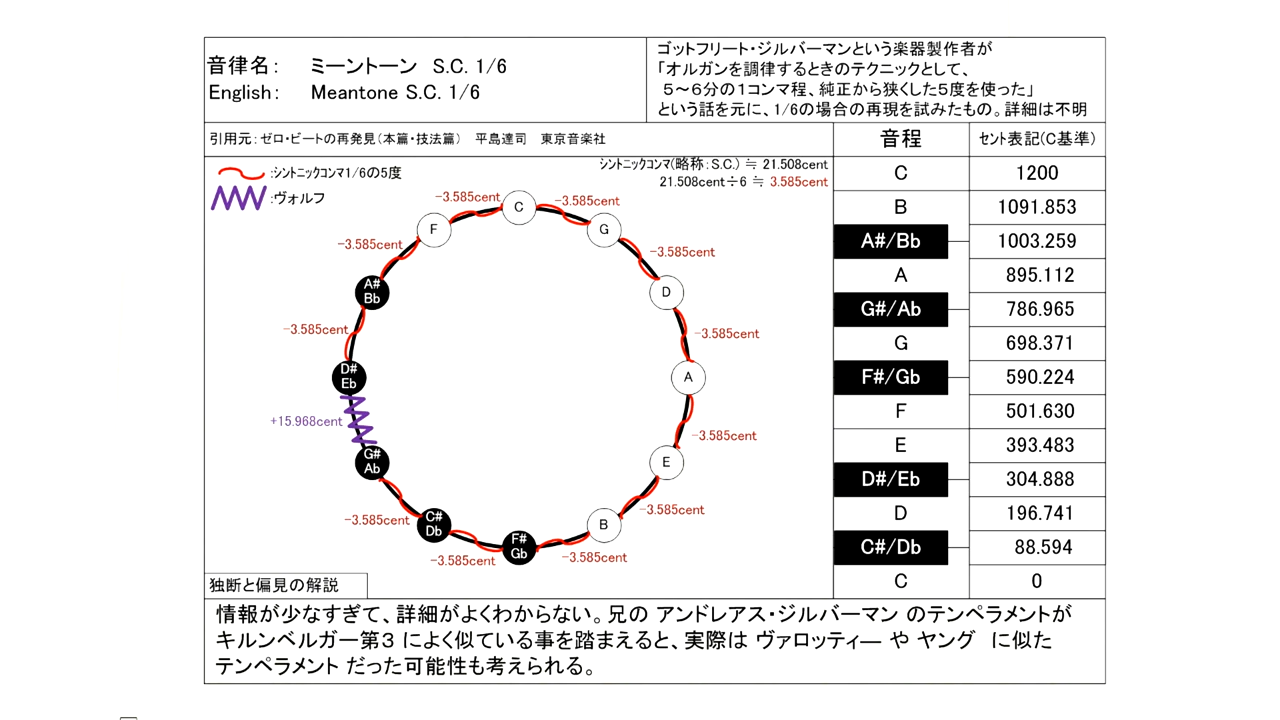 音律名： ミーントーン S.C. 1/6
English： Meantone S.C. 1/6
ゴットフリート・ジルバーマンという楽器製作者が
「オルガンを調律するときのテクニックとして、
５～６分の１コンマ程、純正から狭くした５度を使った」
という話を元に、1/6の場合の再現を試みたもの。詳細は不明
引用元：ゼロ・ビートの再発見（本篇・技法篇） 平島達司 東京音楽社
音程
セント表記（C基準）
:シントニックコンマ1/6の5度
:ヴォルフ
シントニックコンマ（略称：S.C.）≒ 21.508cent
21.508cent÷6 ≒ 3.585cent
C
G
D
A
E
B
F#
Gb
C#
Db
G#
Ab
D#
Eb
A#
Bb
F
-3.585cent
-3.585cent
-3.585cent
-3.585cent
-3.585cent
-3.585cent
-3.585cent
-3.585cent
-3.585cent
+15.968cent
-3.585cent
-3.585cent
C 1200
B 1091.853
A#/Bb 1003.259
A 895.112
G#/Ab 786.965
G 698.371
F#/Gb 590.224
F 501.630
E 393.483
D#/Eb 304.888
D 196.741
C#/Db 88.594
C 0
独断と偏見の解説
情報が少なすぎて、詳細がよくわからない。兄の アンドレアス・ジルバーマン のテンペラメントが
キルンベルガー第３ によく似ている事を踏まえると、実際は ヴァロッティ― や ヤング に似た
テンペラメント だった可能性も考えられる。